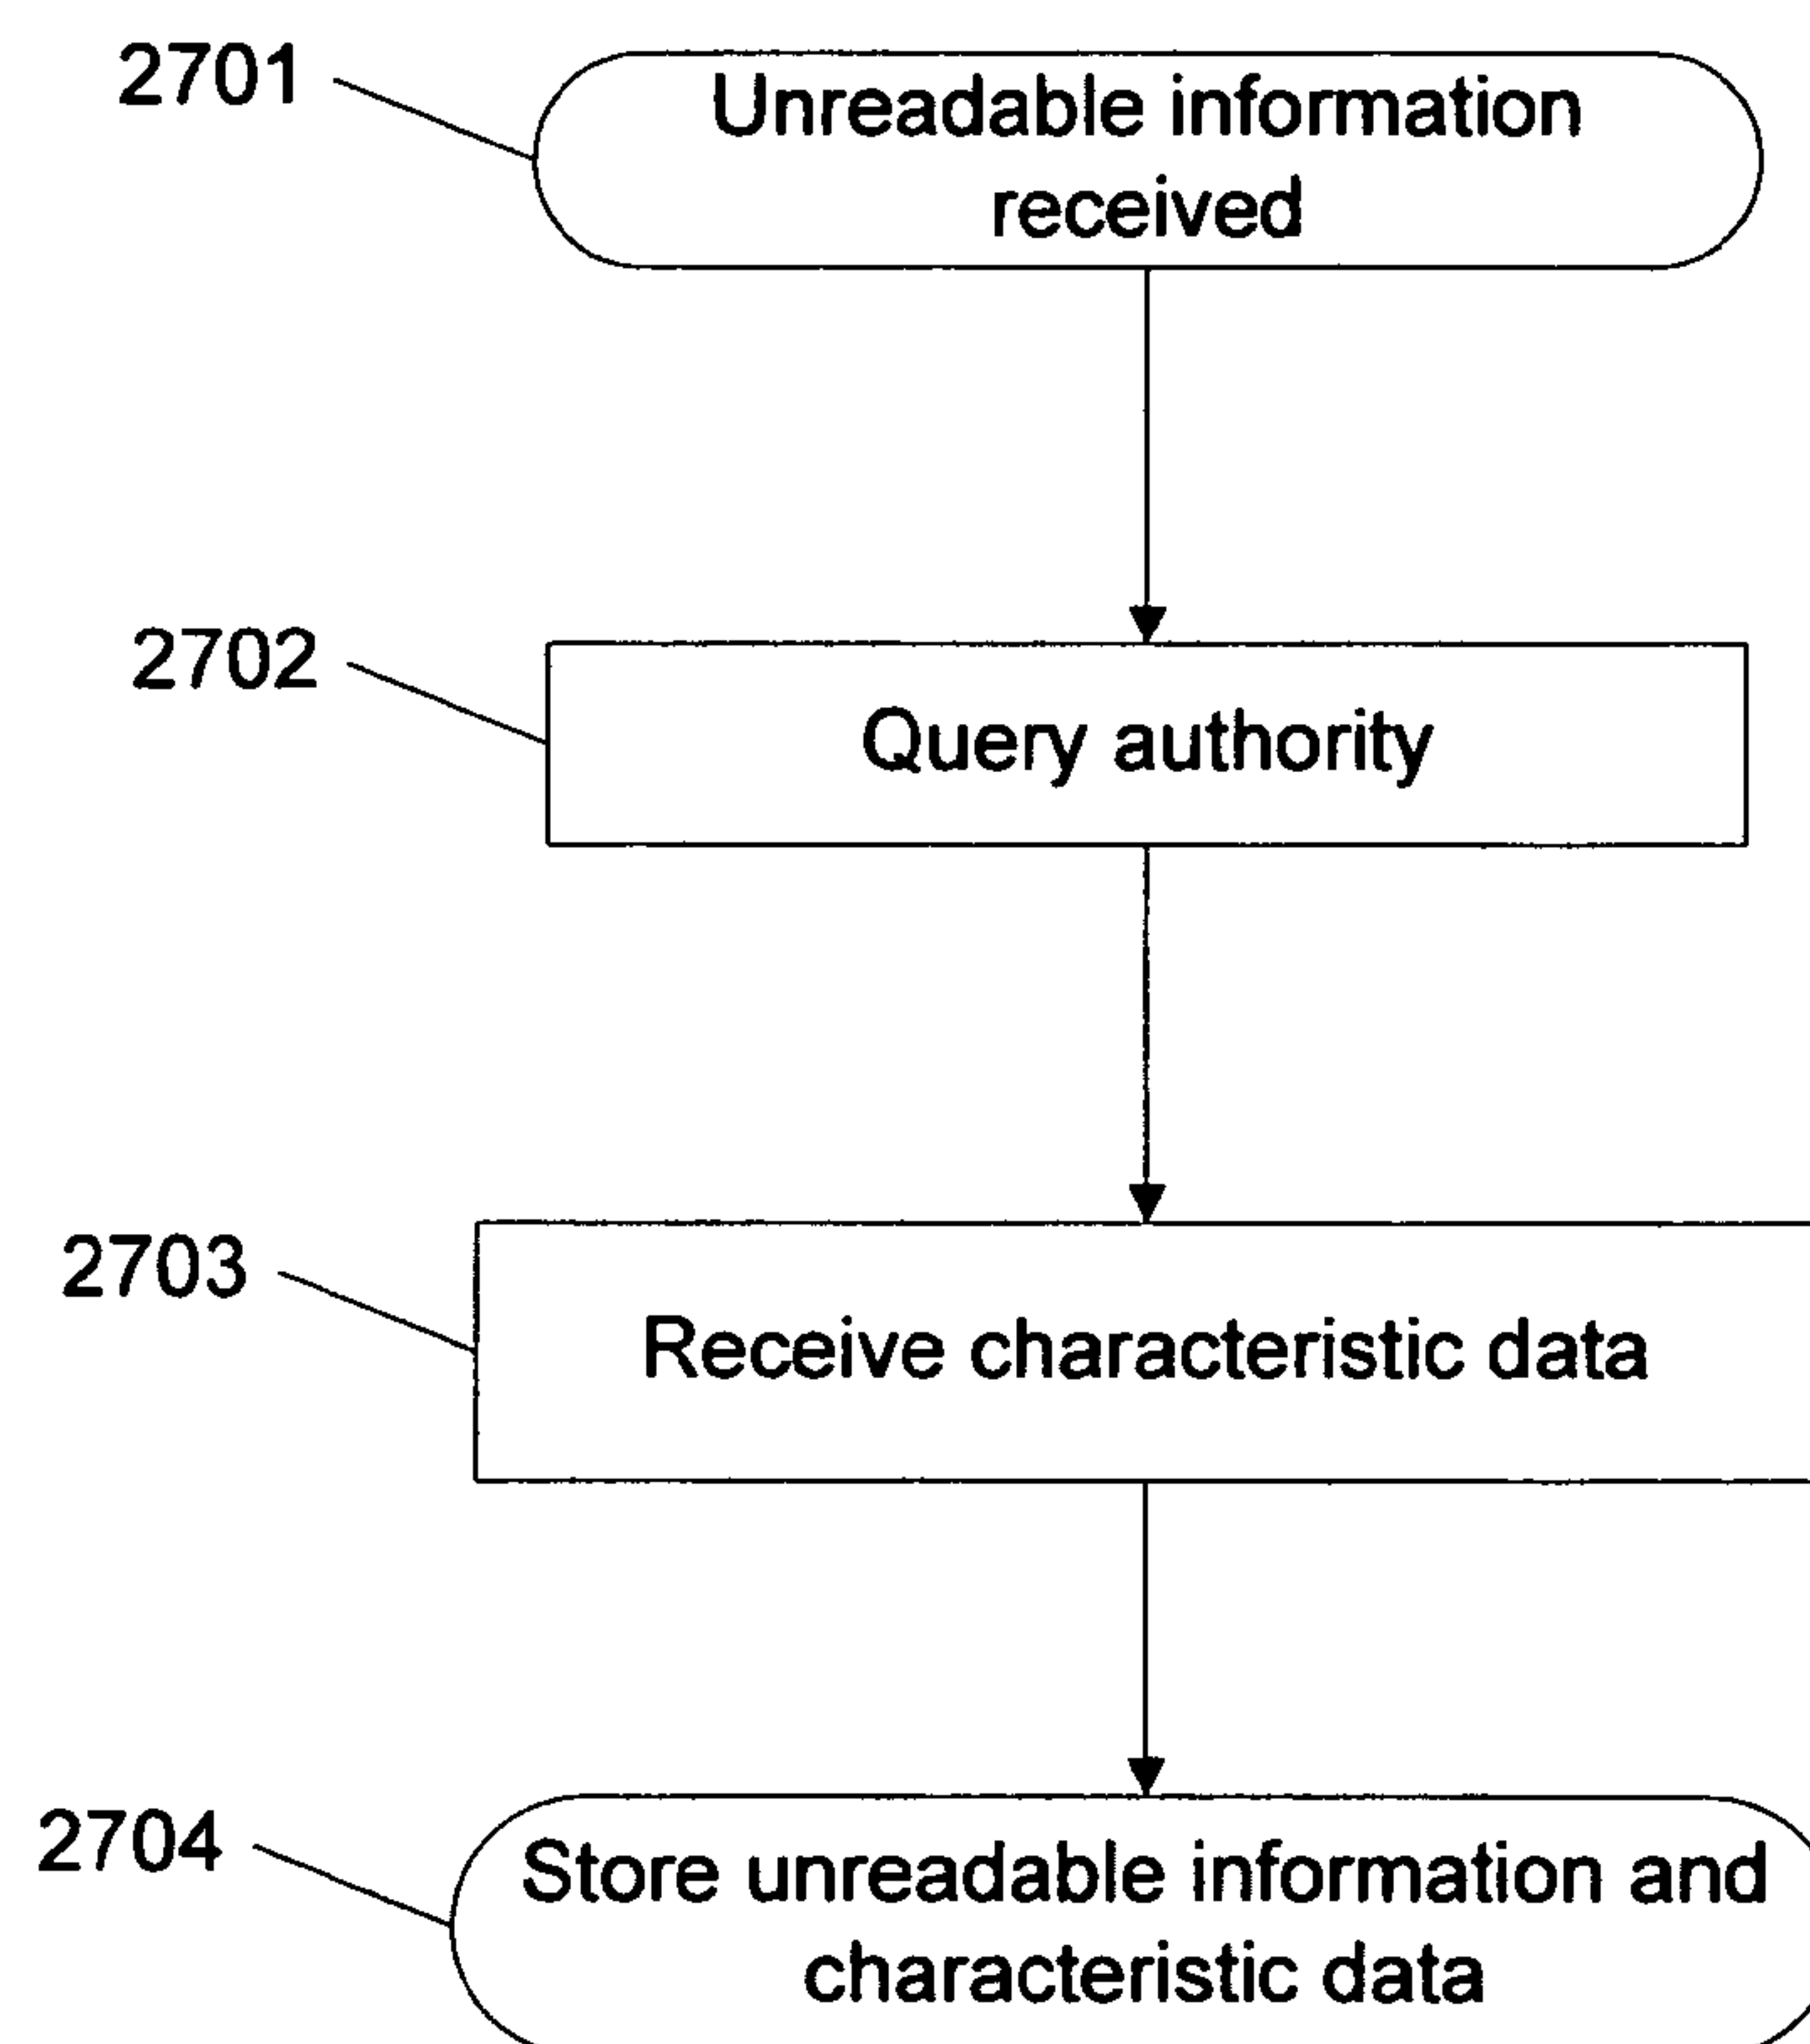 2701
Unreadable information
received
2702
Query authority
2703
Receive characteristic data
2704
Store unreadable information and
characteristic data